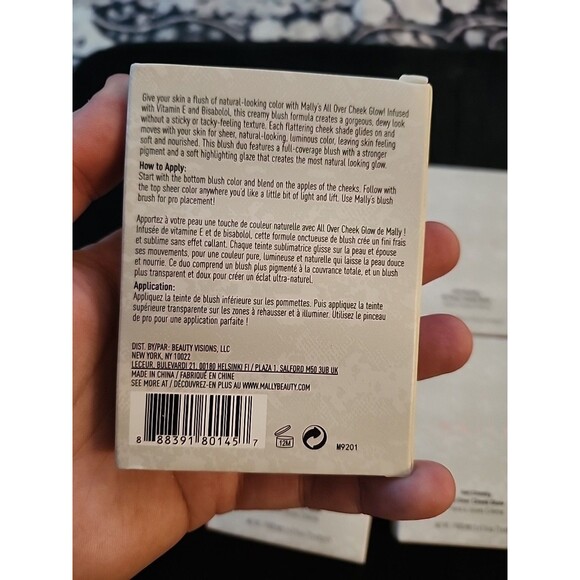 Give your skin a flush of natural-looking color with Mally's All Over Cheek Glow! Infused
with Vitamin E and Bisabolol, this creamy blush formula creates a gorgeous, dewy look
without a sticky or tacky-feeling texture. Each flattering cheek shade glides on and
moves with your skin for sheer, natural-looking, luminous color, leaving skin feeling
soft and nourished. This blush duo features a full-coverage blush with a stronger
pigment and a soft highlighting glaze that creates the most natural looking glow.
How to Apply:
Start with the bottom blush color and blend on the apples of the cheeks. Follow with
the top sheer color anywhere you'd like a little bit of light and lift. Use Mally's blush
brush for pro placement!
Apportez à votre peau une touche de couleur naturelle avec All Over Cheek Glow de Mally !
Infusée de vitamine E et de bisabolol, cette formule onctueuse de blush crée un fini frais
et sublime sans effet collant. Chaque teinte sublimatrice glisse sur la peau et épouse
ses mouvements, pour une couleur pure, lumineuse et naturelle qui laisse la peau douce
et nourrie. Ce duo comprend un blush plus pigmenté à la couvrance totale, et un blush
plus transparent et doux pour créer un éclat ultra-naturel.
Application:
Appliquez la teinte de blush inférieure sur les pommettes. Puis appliquez la teinte
supérieure transparente sur les zones à rehausser et à illuminer. Utilisez le pinceau
de pro pour une application parfaite !
DIST. BY/PAR: BEAUTY VISIONS, LLC
NEW YORK, NY 10022
LECEUR, BULEVARDI 21, 00180 HELSINKI FI / PLAZA 1, SALFORD M50 3UB UK
MADE IN CHINA / FABRIQUÉ EN CHINE
SEE MORE AT / DÉCOUVREZ-EN PLUS AU WWW.MALLYBEAUTY.COM
8 88391 80145 7
12M
M9201